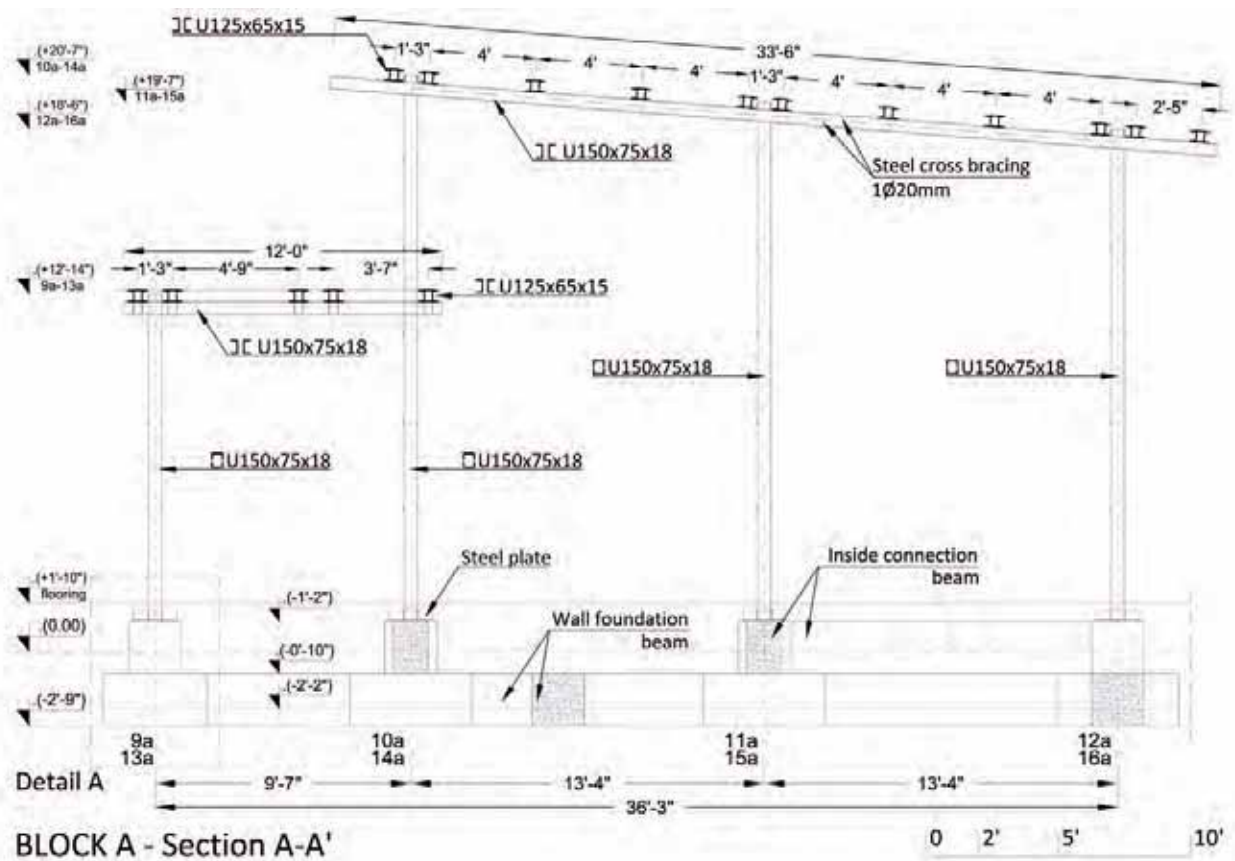 ][ U125x65x15
33'-6"
1'-3" 4' 4' 4' 1'-3" 4' 4' 4' 2'-5"
.(+20'-7")
10a-14a
.(+19'-7")
11a-15a
.(+18'-6")
12a-16a
][ U150x75x18
Steel cross bracing
1Ø20mm
12'-0"
1'-3" 4'-9" 3'-7"
.(+12'-14")
9a-13a
][ U125x65x15
][ U150x75x18
□U150x75x18 □U150x75x18
□U150x75x18 □U150x75x18
Steel plate
Inside connection
beam
.(+1'-10")
flooring
.(-1'-2")
.(0.00)
Wall foundation
beam
.(-0'-10")
.(-2'-2")
.(-2'-9")
9a 10a 11a 12a
13a 14a 15a 16a
Detail A
9'-7" 13'-4" 13'-4"
36'-3"
BLOCK A - Section A-A'
0 2' 5' 10'